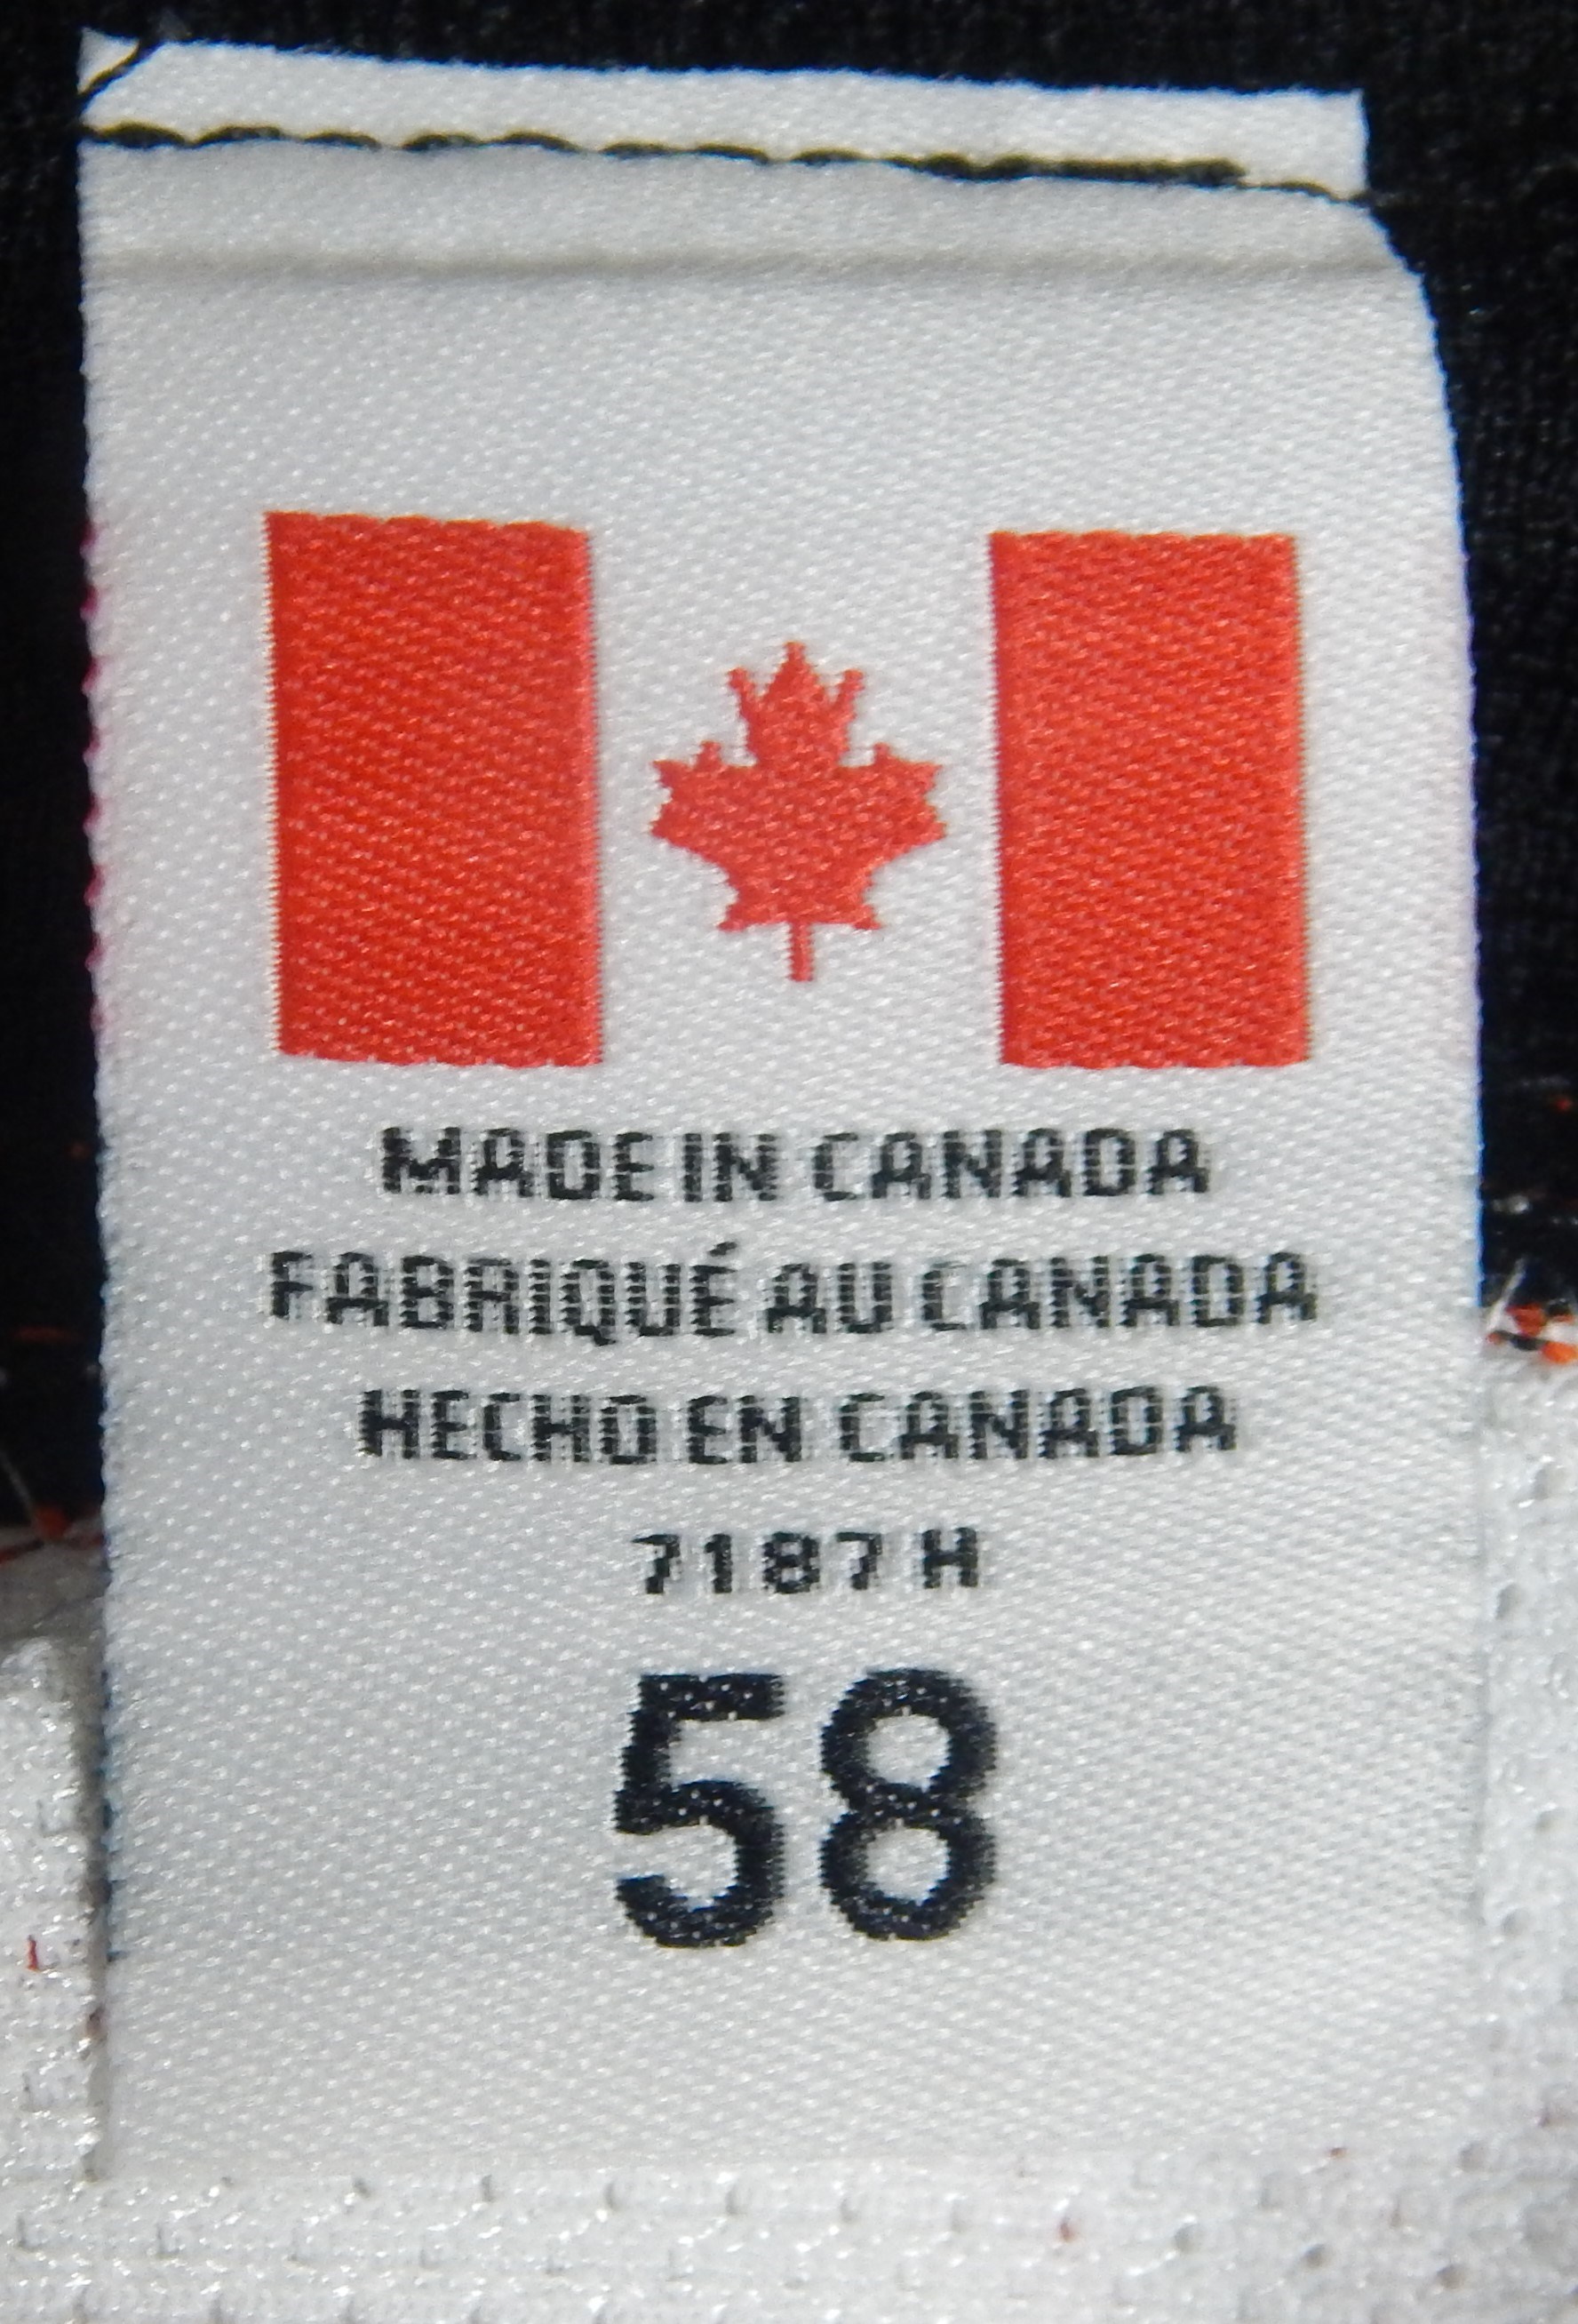 MADE IN CANADA
FABRIQUÉ AU CANADA
HECHO EN CANADA
7187 H
58